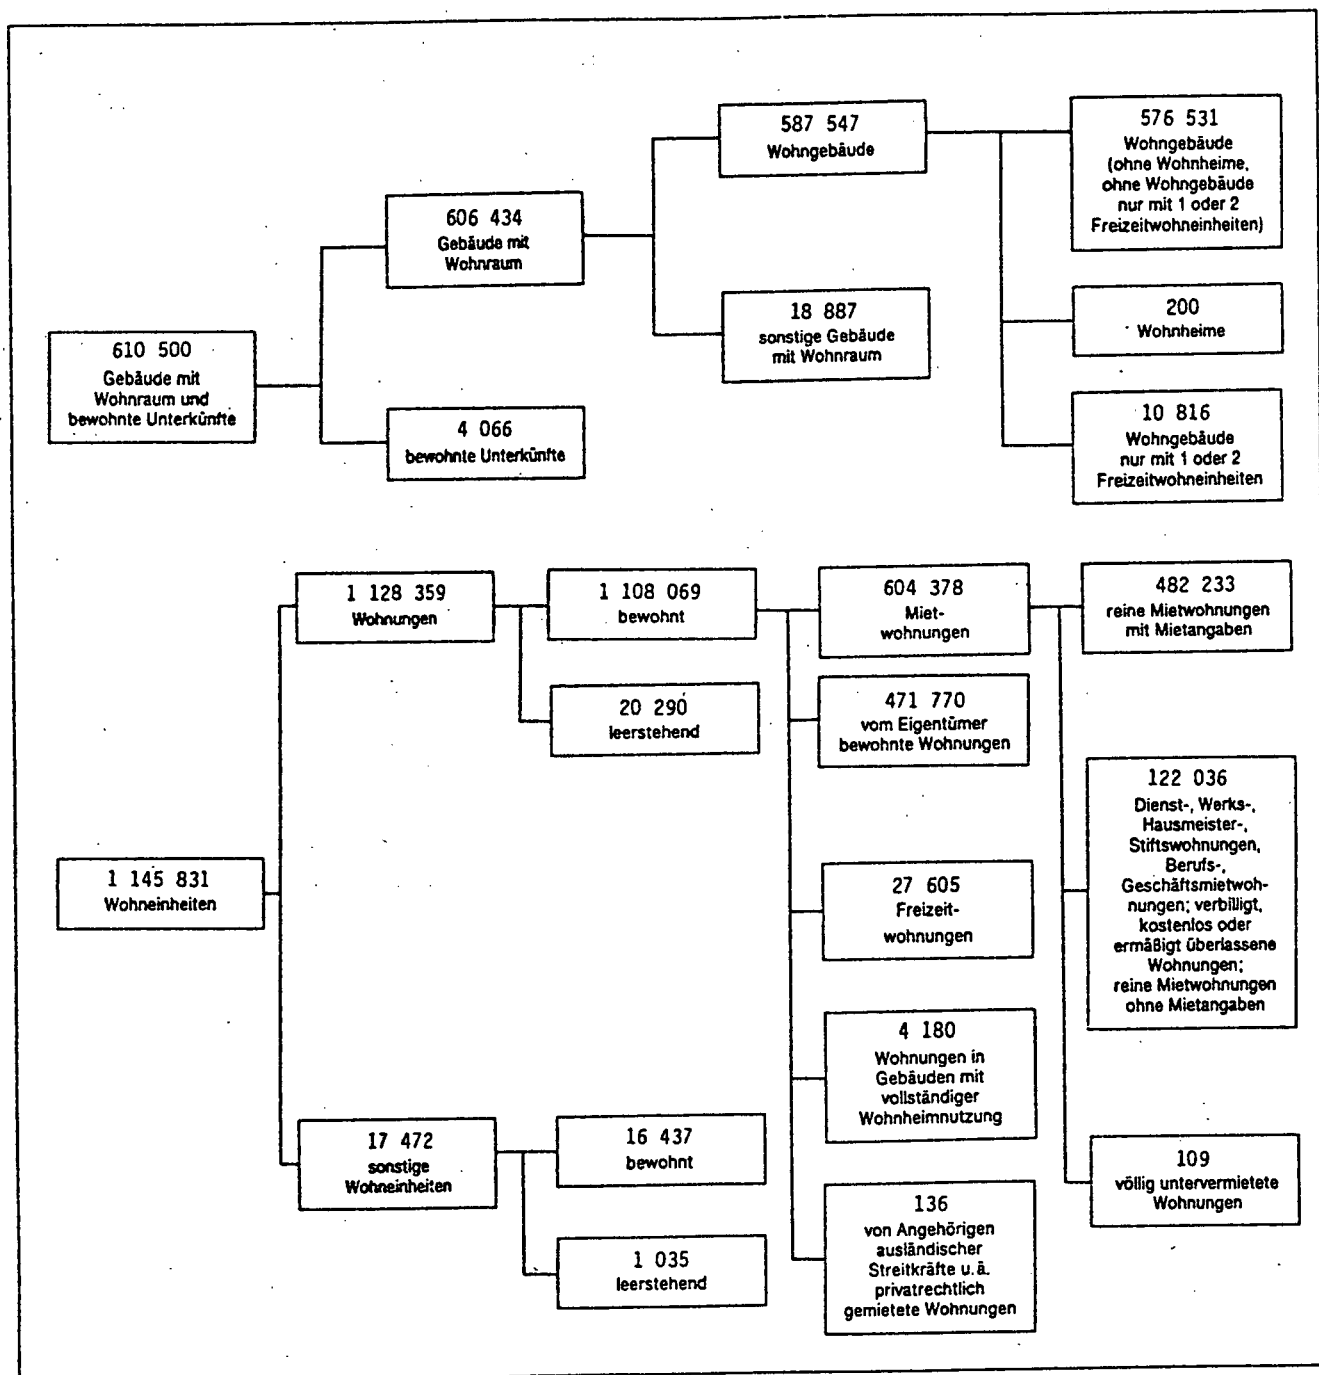 587 547
Wohngebäude
576 531
Wohngebäude
(ohne Wohnheime,
ohne Wohngebäude
nur mit 1 oder 2
Freizeitwohneinheiten)
606 434
Gebäude mit
Wohnraum
18 887
sonstige Gebäude
mit Wohnraum
200
Wohnheime
610 500
Gebäude mit
Wohnraum und
bewohnte Unterkünfte
4 066
bewohnte Unterkünfte
10 816
Wohngebäude
nur mit 1 oder 2
Freizeitwohneinheiten
1 128 359
Wohnungen
1 108 069
bewohnt
604 378
Miet-
wohnungen
482 233
reine Mietwohnungen
mit Mietangaben
20 290
leerstehend
471 770
vom Eigentümer
bewohnte Wohnungen
122 036
Dienst-, Werks-,
Hausmeister-,
Stiftswohnungen,
Berufs-,
Geschäftsmietwoh-
nungen; verbilligt,
kostenlos oder
ermäßigt überlassene
Wohnungen;
reine Mietwohnungen
ohne Mietangaben
1 145 831
Wohneinheiten
27 605
Freizeit-
wohnungen
4 180
Wohnungen in
Gebäuden mit
vollständiger
Wohnheimnutzung
17 472
sonstige
Wohneinheiten
16 437
bewohnt
109
völlig untervermietete
Wohnungen
136
von Angehörigen
ausländischer
Streitkräfte u. ä.
privatrechtlich
gemietete Wohnungen
1 035
leerstehend